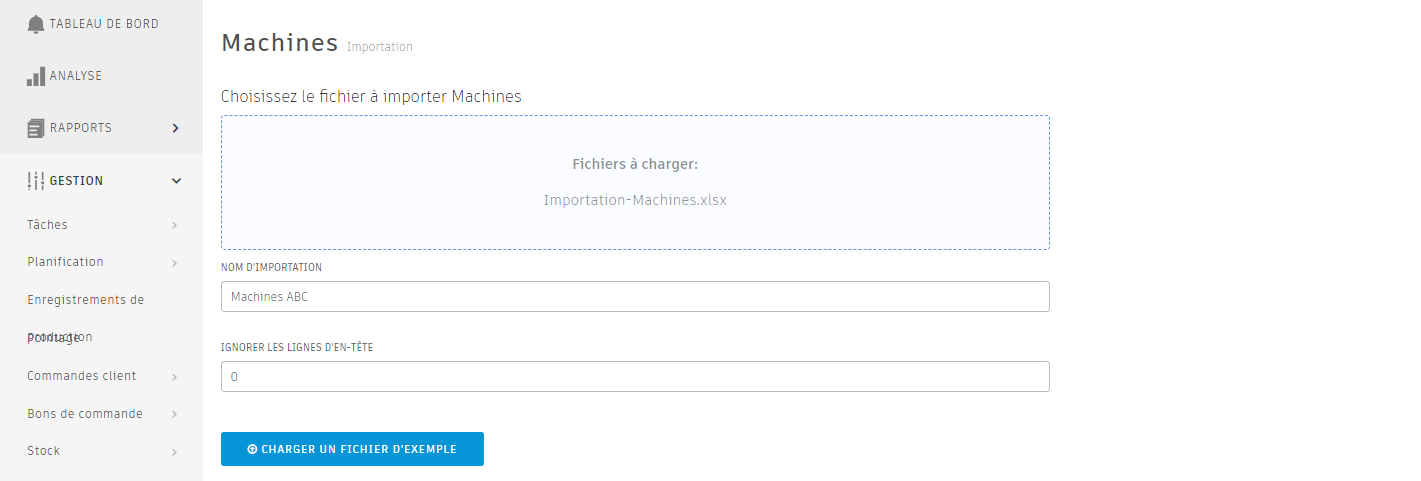 TABLEAU DE BORD
ANALYSE
RAPPORTS
GESTION
Tâches
Planification
Enregistrements de
production
Pointage
Commandes client
Bons de commande
Stock
Machines Importation
Choisissez le fichier à importer Machines
Fichiers à charger:
Importation-Machines.xlsx
NOM D'IMPORTATION
Machines ABC
IGNORER LES LIGNES D'EN-TÊTE
0
CHARGER UN FICHIER D'EXEMPLE